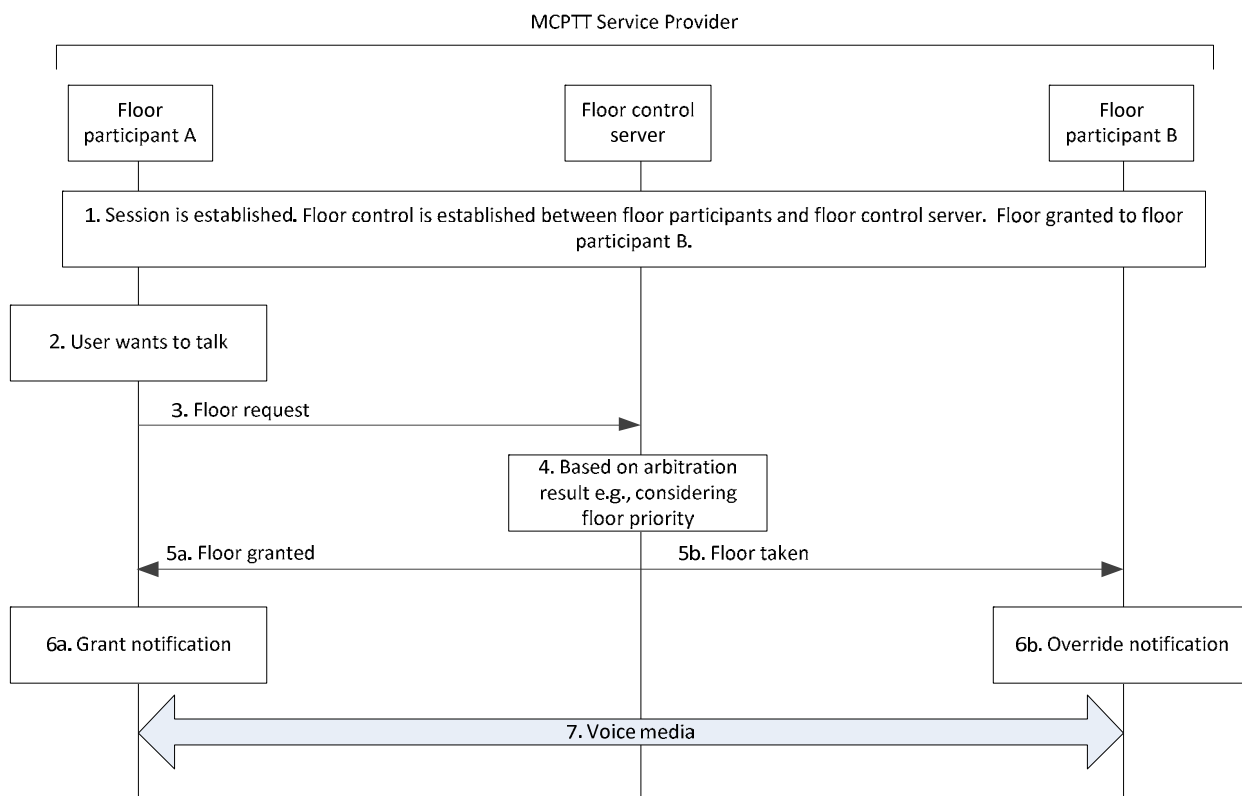 MCPTT Service Provider
Floor
participant A
Floor control
server
Floor
participant B
1. Session is established. Floor control is established between floor participants and floor control server. Floor granted to floor
participant B.
2. User wants to talk
3. Floor request
4. Based on arbitration
result e.g., considering
floor priority
5a. Floor granted
5b. Floor taken
6a. Grant notification
6b. Override notification
7. Voice media